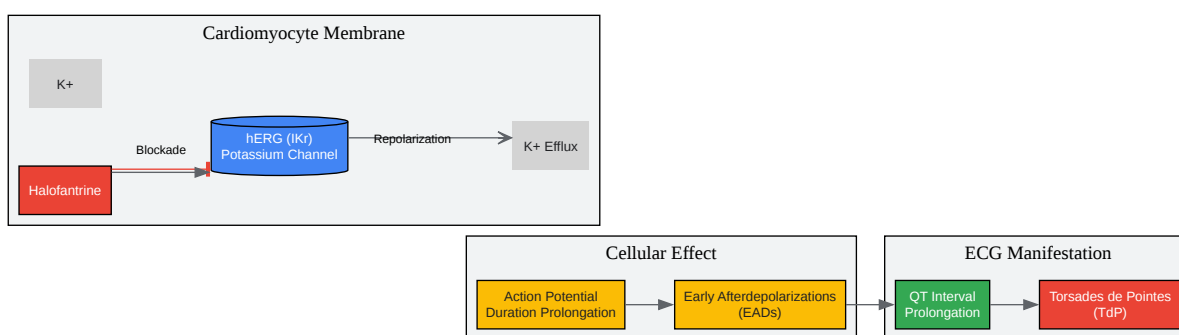 Cardiomyocyte Membrane
K+
Blockade
hERG (IKr)
Potassium Channel
Repolarization
K+ Efflux
Halofantrine
Cellular Effect
ECG Manifestation
Action Potential
Duration Prolongation
Early Afterdepolarizations
(EADs)
QT Interval
Prolongation
Torsades de Pointes
(TdP)